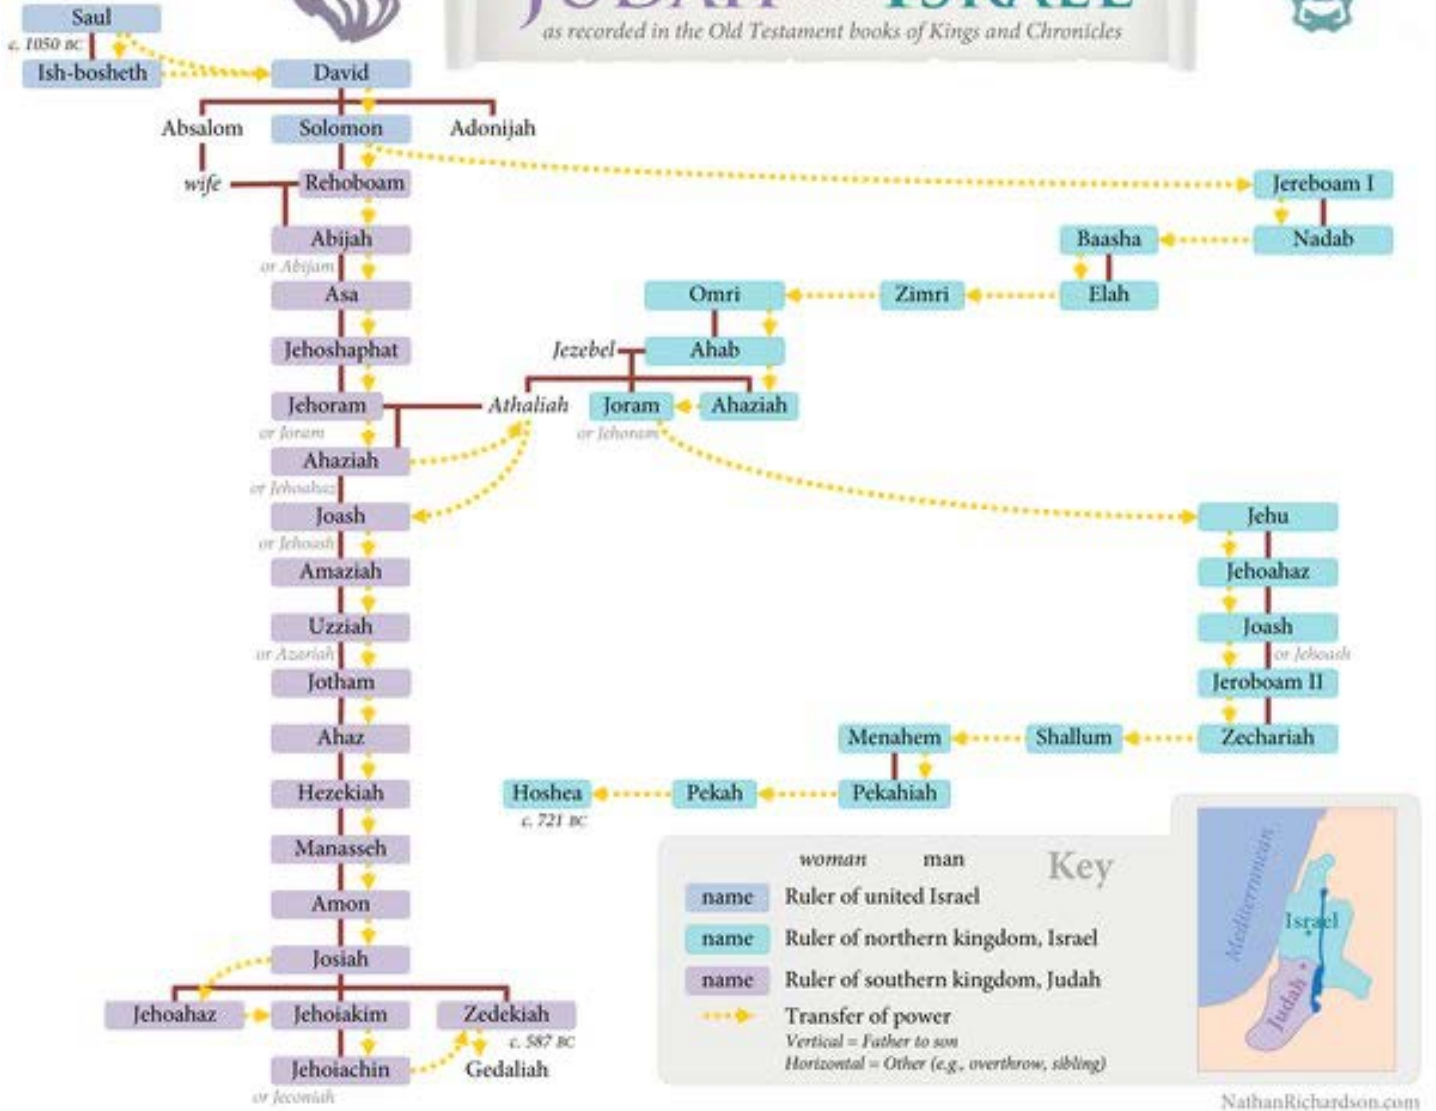 JUDAH ISRAEL
as recorded in the Old Testament books of Kings and Chronicles
Saul
c. 1050 BC
Ish-bosheth
David
Absalom
Solomon
Adonijah
wife
Rehoboam
Jereboam I
Abijah
or Abijam
Baasha
Nadab
Asa
Omri
Zimri
Elah
Jehoshaphat
Jezebel
Ahab
Jehoram
or Joram
Athaliah
Joram
or Jehoram
Ahaziah
Ahaziah
or Jehoahaz
Joash
or Jehoash
Jehu
Amaziah
Jehoahaz
Uzziah
or Azariah
Joash
or Jehoash
Jotham
Jeroboam II
Ahaz
Menahem
Shallum
Zechariah
Hezekiah
Hoshea
c. 721 BC
Pekah
Pekahiah
Manasseh
Amon
Josiah
Jehoahaz
Jehoiakim
Zedekiah
c. 587 BC
Jehoiachin
or Jeconiah
Gedaliah
woman man Key
name Ruler of united Israel
name Ruler of northern kingdom, Israel
name Ruler of southern kingdom, Judah
Transfer of power
Vertical = Father to son
Horizontal = Other (e.g., overthrow, sibling)
Mediterranean
Israel
Judah
NathanRichardson.com